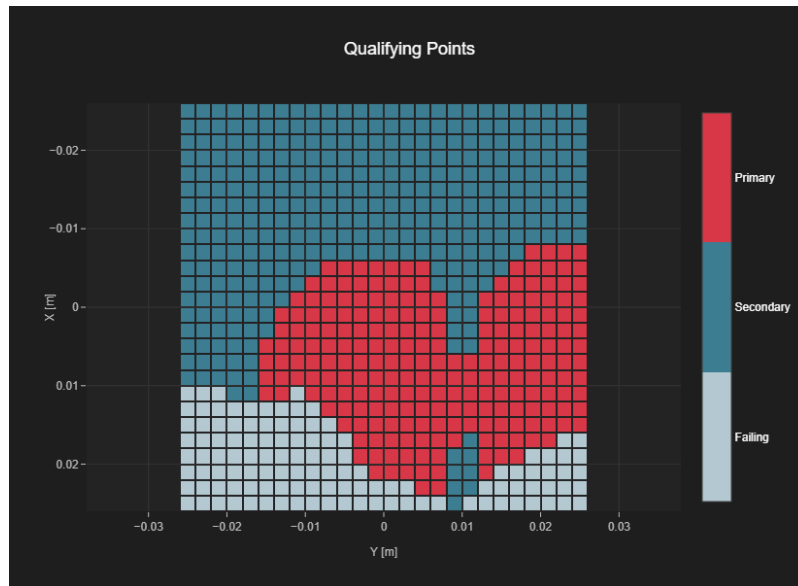 Qualifying Points
−0.02
−0.01
0
0.01
0.02
X [m]
−0.03
−0.02
−0.01
0
0.01
0.02
0.03
Y [m]
Primary
Secondary
Failing